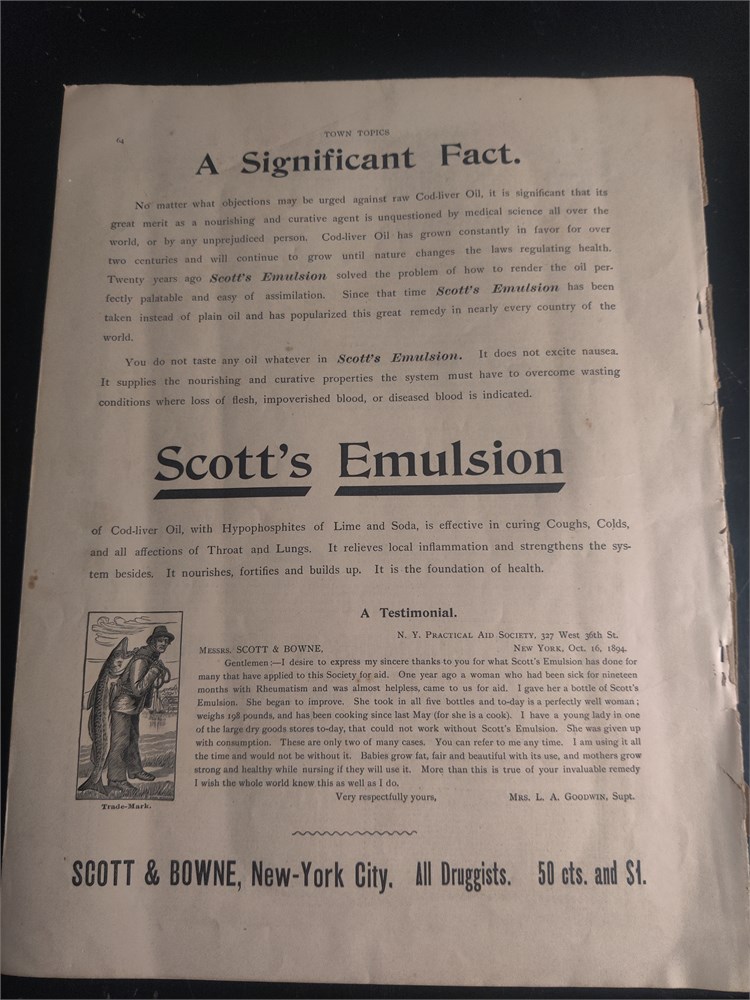 64
TOWN TOPICS
A Significant Fact.
No matter what objections may be urged against raw Cod-liver Oil, it is significant that its
great merit as a nourishing and curative agent is unquestioned by medical science all over the
world, or by any unprejudiced person. Cod-liver Oil has grown constantly in favor for over
two centuries and will continue to grow until nature changes the laws regulating health.
Twenty years ago Scott's Emulsion solved the problem of how to render the oil per-
fectly palatable and easy of assimilation. Since that time Scott's Emulsion has been
taken instead of plain oil and has popularized this great remedy in nearly every country of the
world.
You do not taste any oil whatever in Scott's Emulsion. It does not excite nausea.
It supplies the nourishing and curative properties the system must have to overcome wasting
conditions where loss of flesh, impoverished blood, or diseased blood is indicated.
Scott's Emulsion
of Cod-liver Oil, with Hypophosphites of Lime and Soda, is effective in curing Coughs, Colds,
and all affections of Throat and Lungs. It relieves local inflammation and strengthens the sys-
tem besides. It nourishes, fortifies and builds up. It is the foundation of health.
A Testimonial.
N. Y. PRACTICAL AID SOCIETY, 327 West 36th St.
MESSRS. SCOTT & BOWNE, NEW YORK, Oct. 16, 1894.
Gentlemen:—I desire to express my sincere thanks to you for what Scott's Emulsion has done for
many that have applied to this Society for aid. One year ago a woman who had been sick for nineteen
months with Rheumatism and was almost helpless, came to us for aid. I gave her a bottle of Scott's
Emulsion. She began to improve. She took in all five bottles and to-day is a perfectly well woman;
weighs 198 pounds, and has been cooking since last May (for she is a cook). I have a young lady in one
of the large dry goods stores to-day, that could not work without Scott's Emulsion. She was given up
with consumption. These are only two of many cases. You can refer to me any time. I am using it all
the time and would not be without it. Babies grow fat, fair and beautiful with its use, and mothers grow
strong and healthy while nursing if they will use it. More than this is true of your invaluable remedy
I wish the whole world knew this as well as I do.
Very respectfully yours, MRS. L. A. GOODWIN, Supt.
Trade-Mark.
SCOTT & BOWNE, New-York City. All Druggists. 50 cts. and $1.